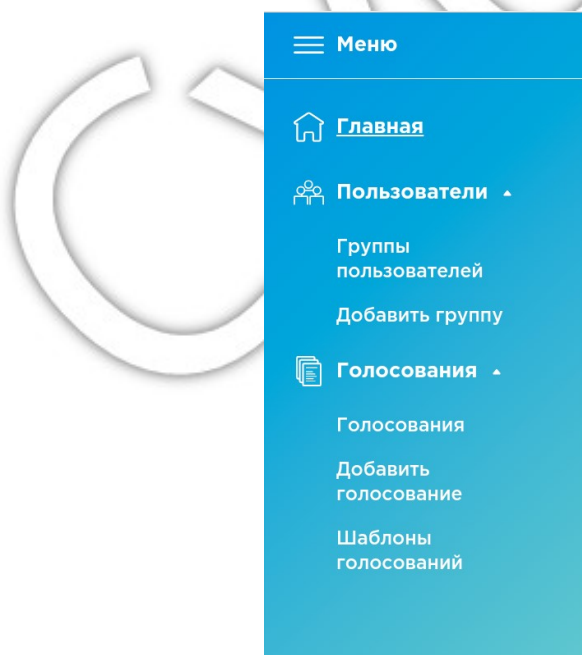 Меню
Главная
Пользователи
Группы
пользователей
Добавить группу
Голосования
Голосования
Добавить
голосование
Шаблоны
голосований